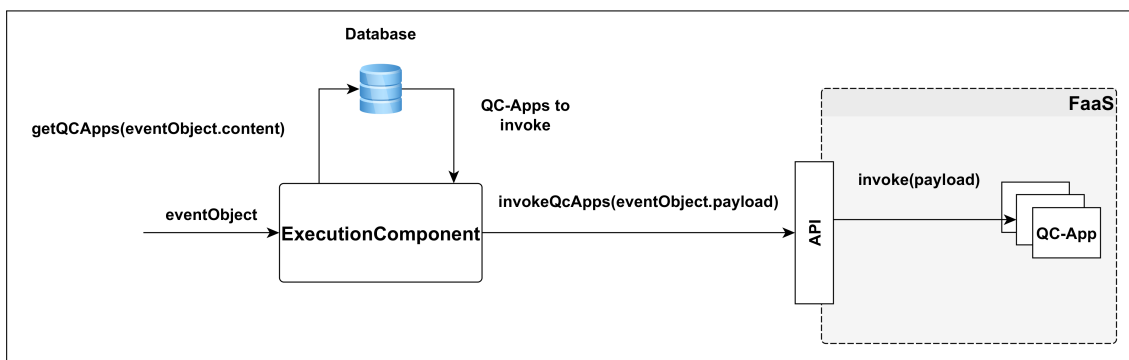 Database
getQCApps(eventObject.content)
QC-Apps to
invoke
FaaS
eventObject
ExecutionComponent
invokeQcApps(eventObject.payload)
API
invoke(payload)
QC-App